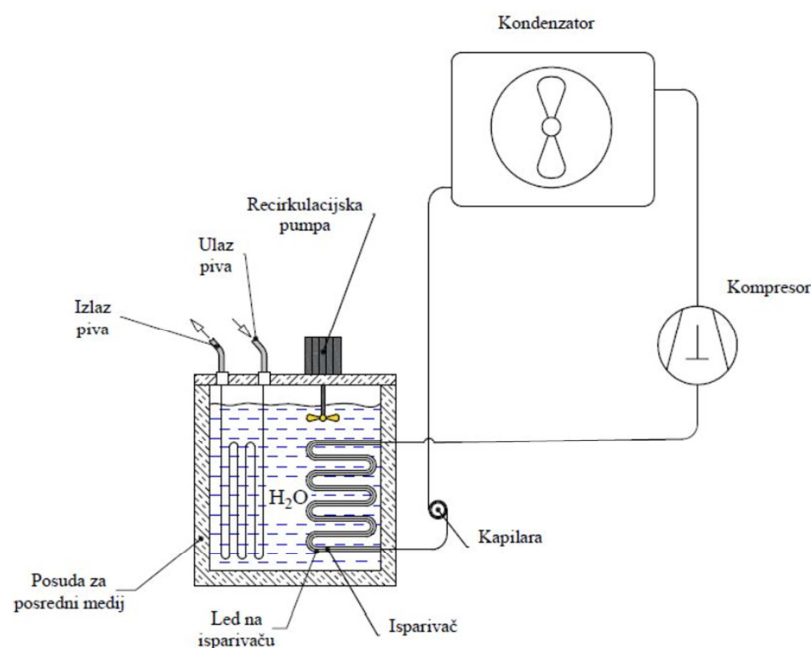 Kondenzator
Recirkulacijska
pumpa
Ulaz
piva
Izlaz
piva
Kompresor
H₂O
Kapilara
Posuda za
posredni medij
Led na
isparivaču
Isparivač